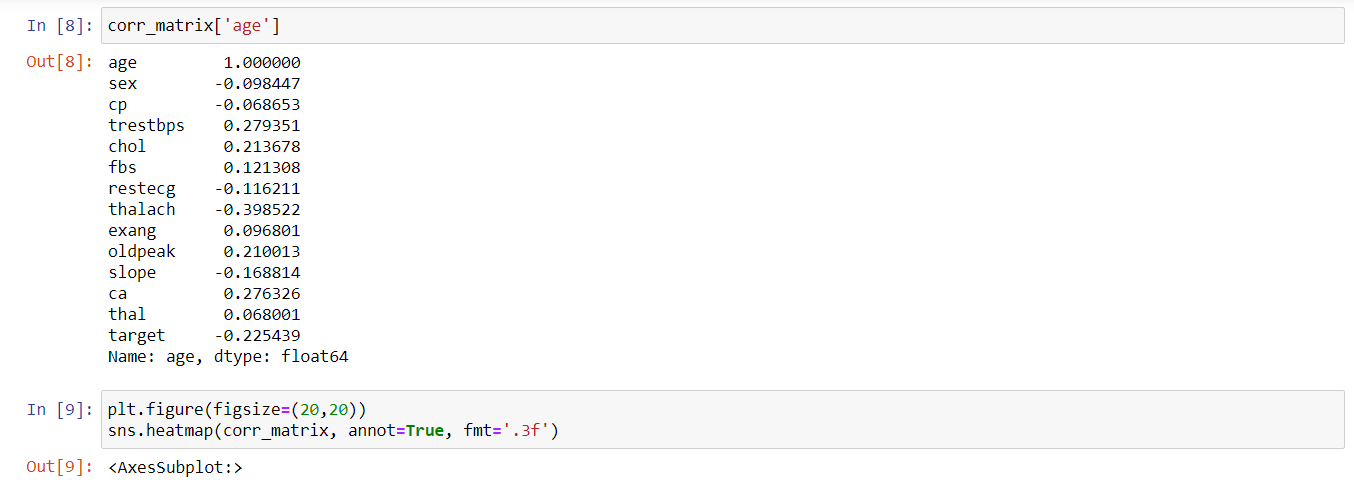 In [8]: corr_matrix['age']
Out[8]: age 1.000000
sex -0.098447
cp -0.068653
trestbps 0.279351
chol 0.213678
fbs 0.121308
restecg -0.116211
thalach -0.398522
exang 0.096801
oldpeak 0.210013
slope -0.168814
ca 0.276326
thal 0.068001
target -0.225439
Name: age, dtype: float64
In [9]: plt.figure(figsize=(20,20))
sns.heatmap(corr_matrix, annot=True, fmt='.3f')
Out[9]: <AxesSubplot:>